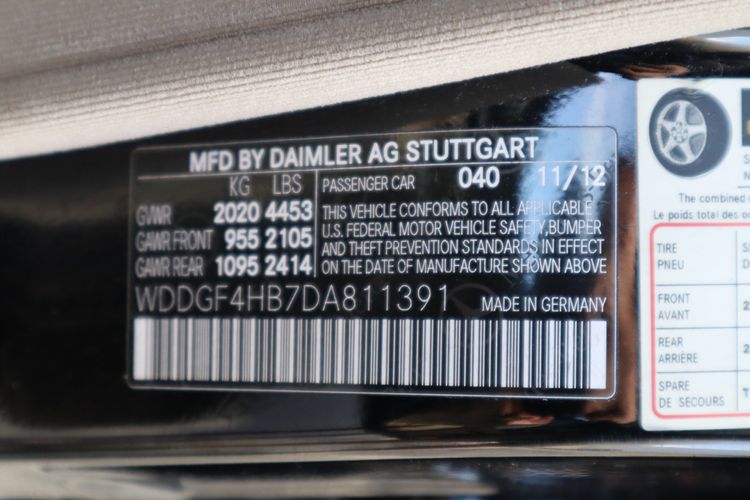 MFD BY DAIMLER AG STUTTGART
KG LBS
GVWR 2020 4453
GAWR FRONT 955 2105
GAWR REAR 1095 2414
PASSENGER CAR 040 11/12
THIS VEHICLE CONFORMS TO ALL APPLICABLE
U.S. FEDERAL MOTOR VEHICLE SAFETY,BUMPER
AND THEFT PREVENTION STANDARDS IN EFFECT
ON THE DATE OF MANUFACTURE SHOWN ABOVE
WDDGF4HB7DA811391 MADE IN GERMANY
The combined
Le poids total des
TIRE
PNEU
FRONT
AVANT
REAR
ARRIÈRE
SPARE
DE SECOURS